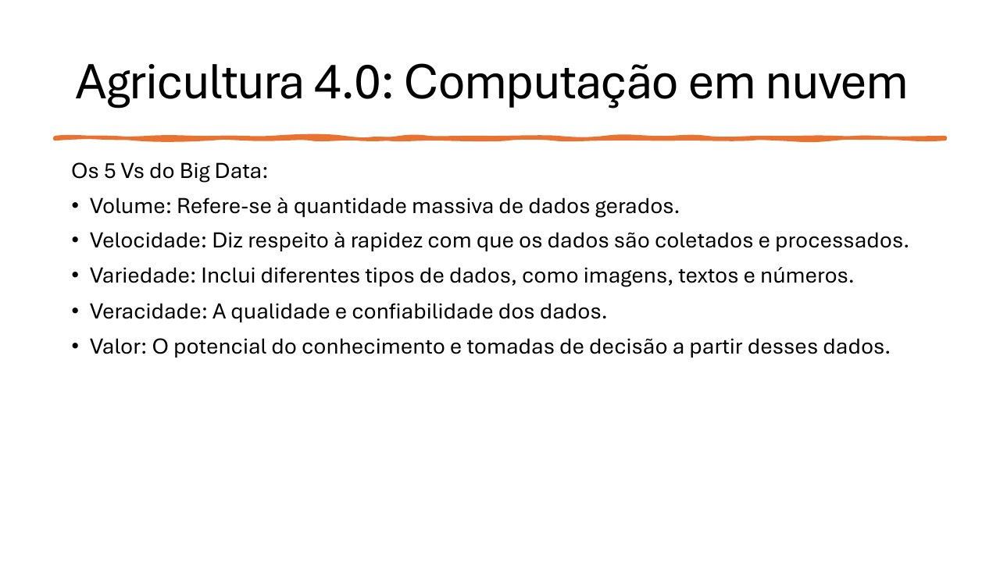 Agricultura 4.0: Computação em nuvem
Os 5 Vs do Big Data:
• Volume: Refere-se à quantidade massiva de dados gerados.
• Velocidade: Diz respeito à rapidez com que os dados são coletados e processados.
• Variedade: Inclui diferentes tipos de dados, como imagens, textos e números.
• Veracidade: A qualidade e confiabilidade dos dados.
• Valor: O potencial do conhecimento e tomadas de decisão a partir desses dados.